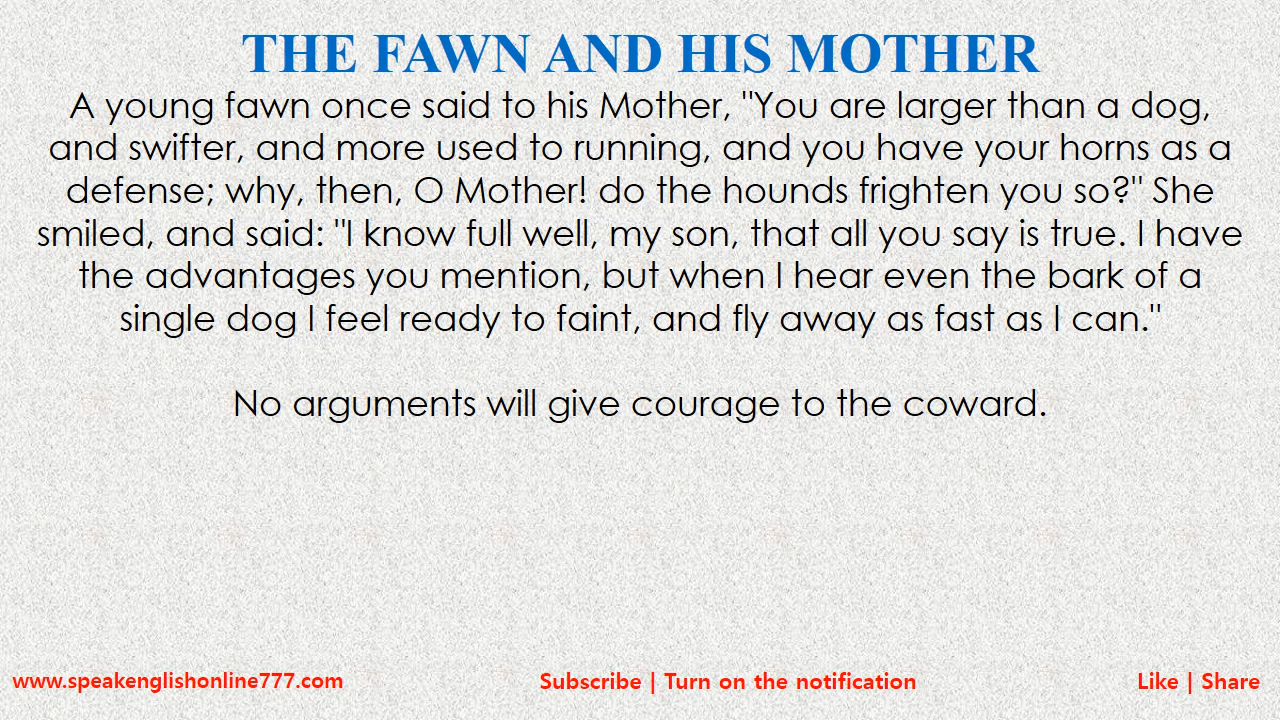 THE FAWN AND HIS MOTHER
A young fawn once said to his Mother, "You are larger than a dog,
and swifter, and more used to running, and you have your horns as a
defense; why, then, O Mother! do the hounds frighten you so?" She
smiled, and said: "I know full well, my son, that all you say is true. I have
the advantages you mention, but when I hear even the bark of a
single dog I feel ready to faint, and fly away as fast as I can."
No arguments will give courage to the coward.
www.speakenglishonline777.com
Subscribe | Turn on the notification
Like | Share